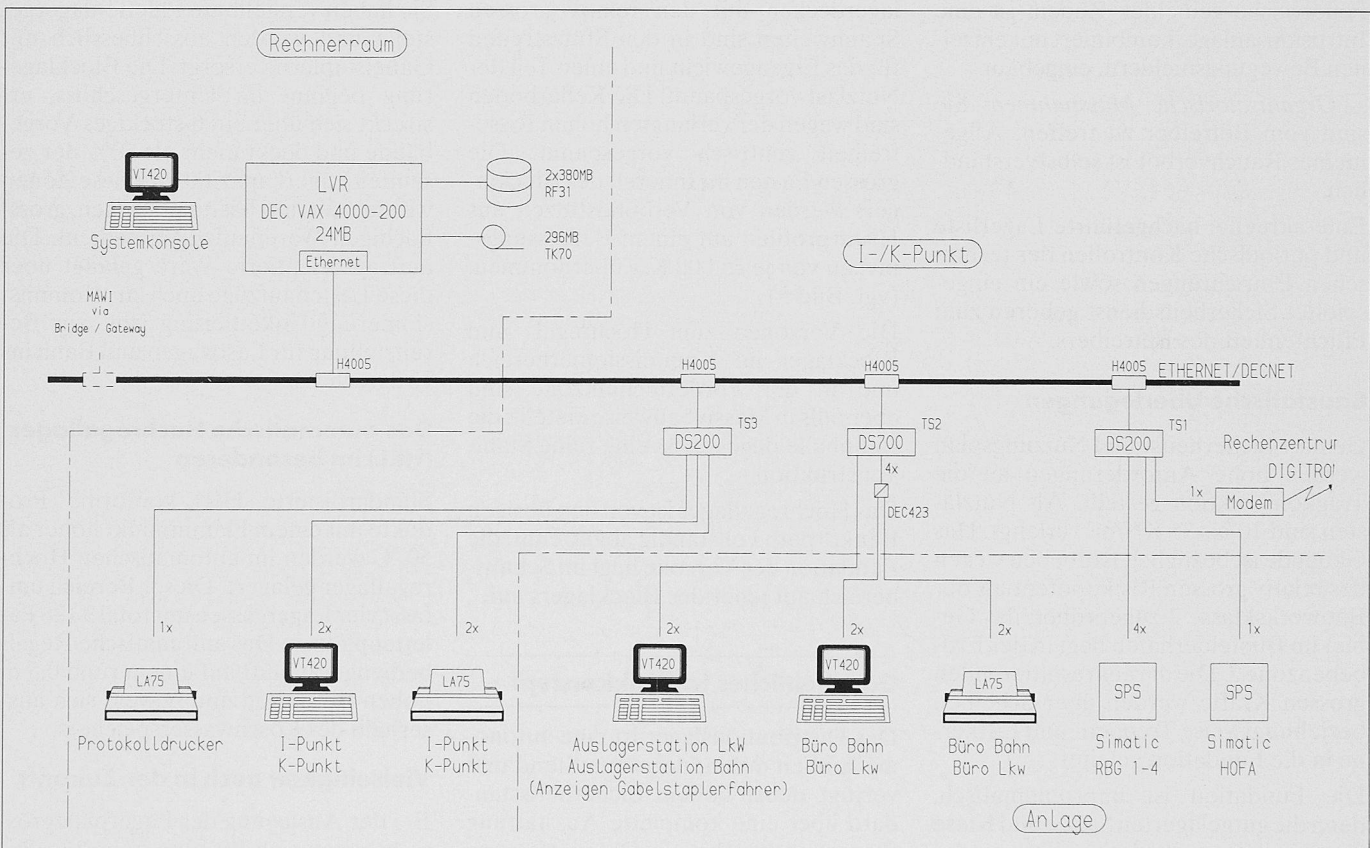 Rechnerraum
VT420
Systemkonsole
LVR
DEC VAX 4000-200
24MB
Ethernet
2x380MB
RF31
296MB
TK70
I-/K-Punkt
MAWI
via
Bridge / Gateway
H4005
H4005
H4005
H4005
ETHERNET/DECNET
DS200
TS3
DS700
TS2
DS200
TS1
4x
DEC423
Rechenzentrum
DIGITRO
1x
Modem
1x
2x
2x
2x
2x
2x
4x
1x
LA75
VT420
LA75
VT420
VT420
LA75
SPS
SPS
Protokolldrucker
I-Punkt
K-Punkt
I-Punkt
K-Punkt
Auslagerstation LkW
Auslagerstation Bahn
(Anzeigen Gabelstaplerfahrer)
Büro Bahn
Büro Lkw
Büro Bahn
Büro Lkw
Simatic
RBG 1-4
Simatic
HOFA
Anlage